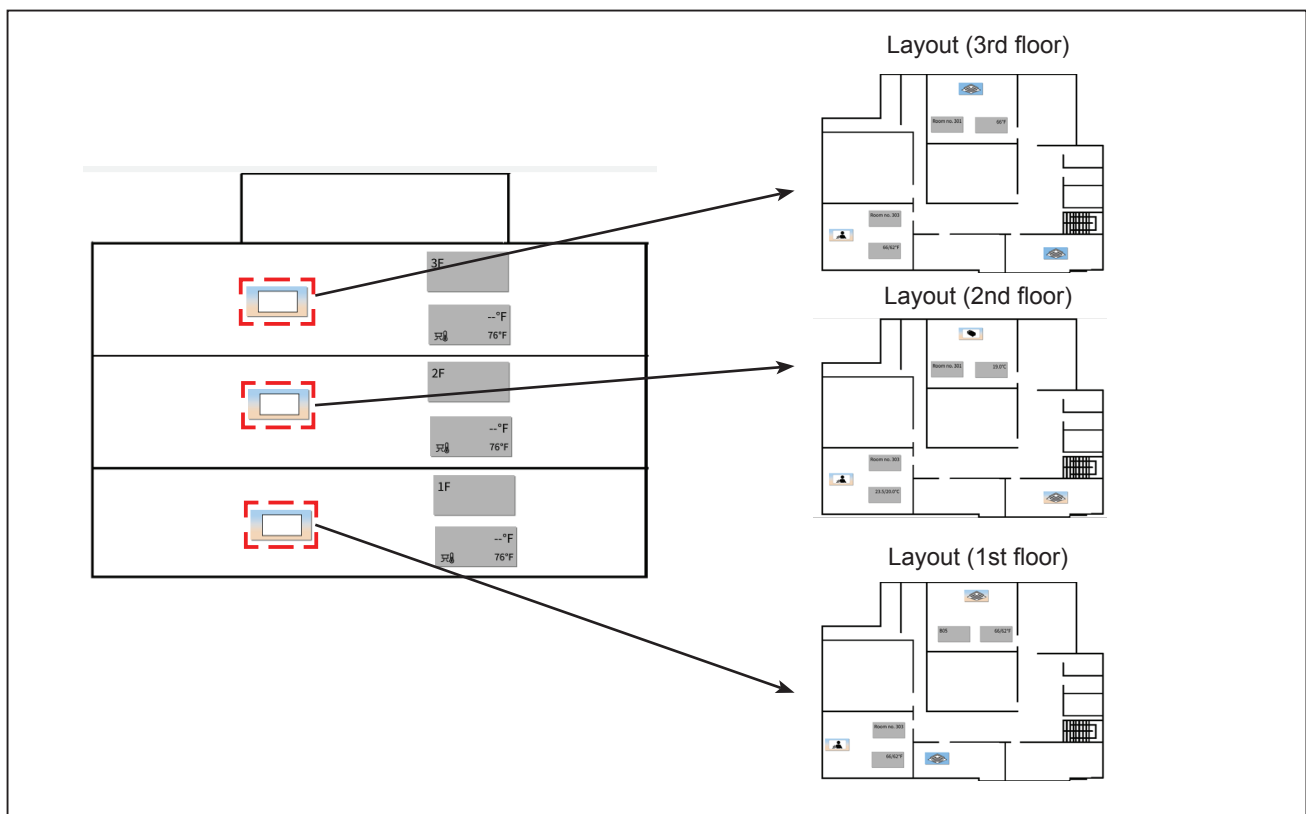 Layout (3rd floor)
Room no. 201
66°F
Room no. 303
66/62°F
3F
--°F
76°F
Layout (2nd floor)
Room no. 201
19.0°C
Room no. 303
23.5/20.0°C
2F
--°F
76°F
Layout (1st floor)
B05
66/62°F
Room no. 303
66/62°F
1F
--°F
76°F